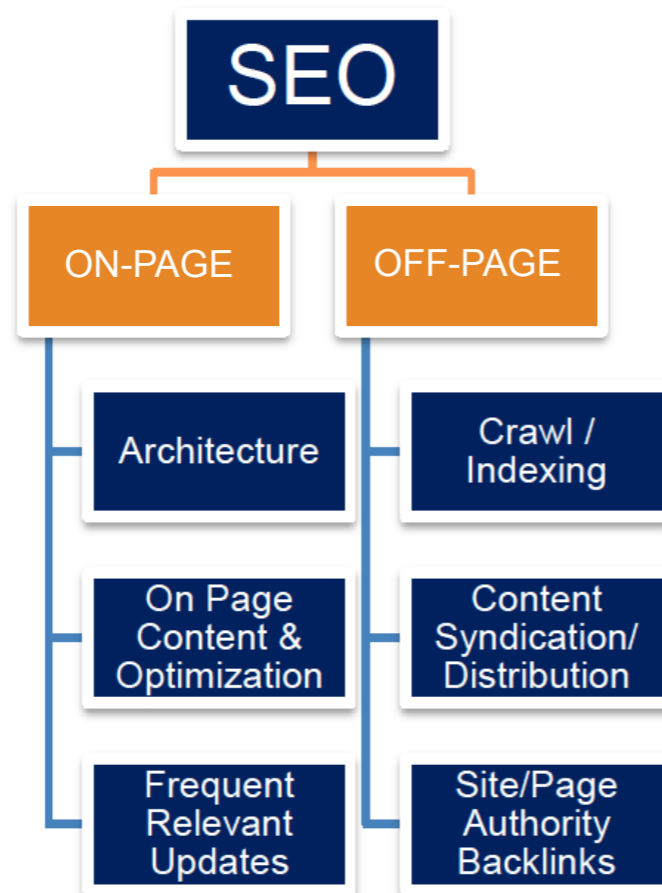 SEO
ON-PAGE
OFF-PAGE
Architecture
On Page
Content &
Optimization
Frequent
Relevant
Updates
Crawl /
Indexing
Content
Syndication/
Distribution
Site/Page
Authority
Backlinks